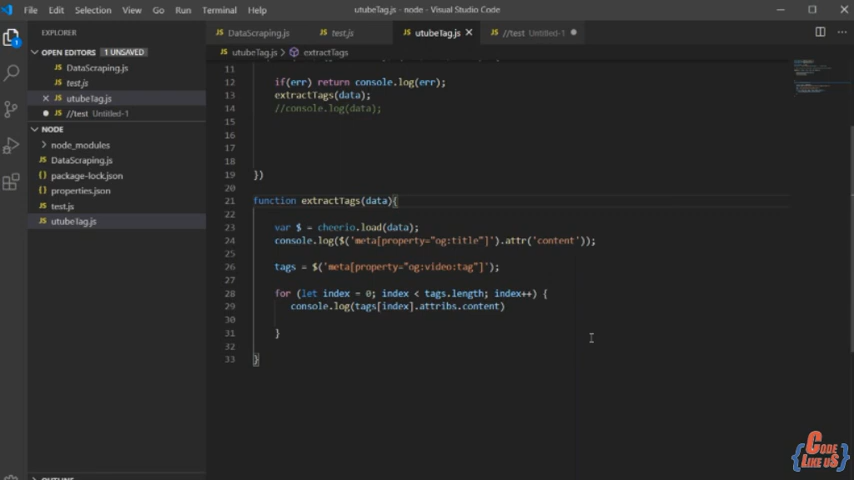 File Edit Selection View Run Go Terminal Help utubeTag.js - node - Visual Studio Code
EXPLORER
OPEN EDITORS 1 UNSAVED
JS DataScraping.js
JS test.js
JS utubeTag.js
JS //test Untitled-1
NODE
node_modules
JS DataScraping.js
package-lock.json
properties.json
JS test.js
JS utubeTag.js
OUTLINE
JS DataScraping.js JS test.js JS utubeTag.js JS //test Untitled-1
JS utubeTag.js > extractTags
11
12 if(err) return console.log(err);
13 extractTags(data);
14 //console.log(data);
15
16
17
18
19 })
20
21 function extractTags(data){
22
23 var $ = cheerio.load(data);
24 console.log($('meta[property="og:title"]').attr('content'));
25
26 tags = $('meta[property="og:video:tag"]');
27
28 for (let index = 0; index < tags.length; index++) {
29 console.log(tags[index].attribs.content)
30
31 }
32
33 }
CODE
LIKE US